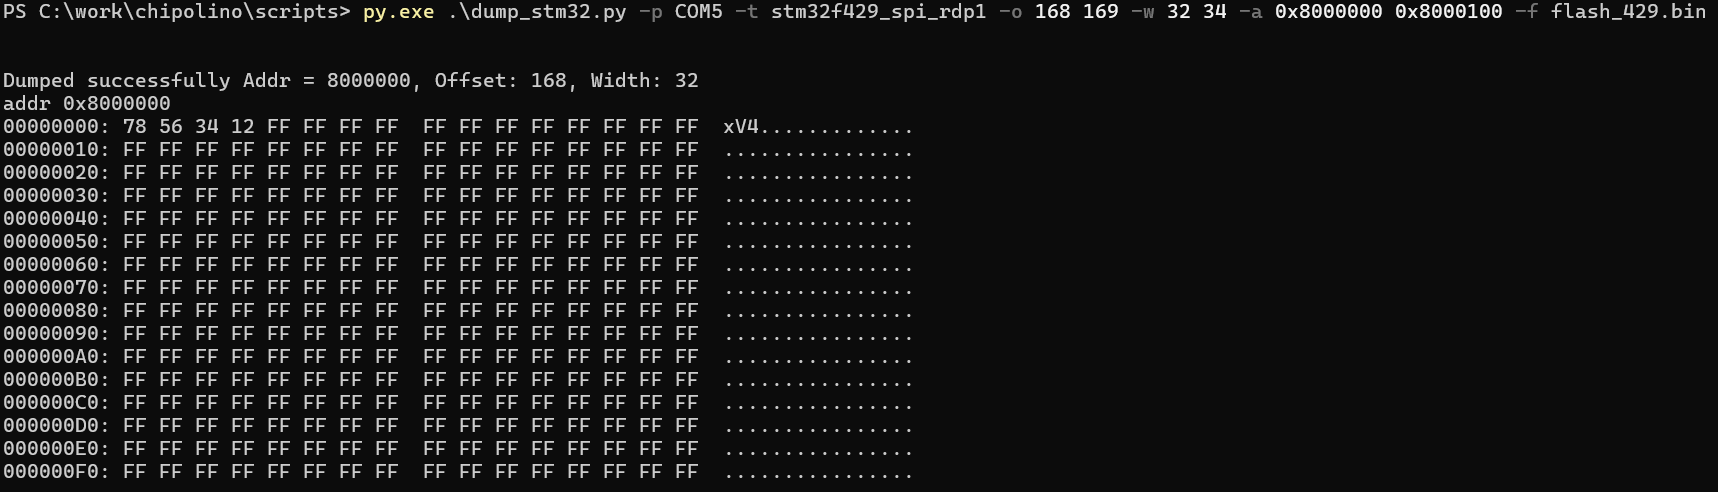 PS C:\work\chipolino\scripts> py.exe .\dump_stm32.py -p COM5 -t stm32f429_spi_rdp1 -o 168 169 -w 32 34 -a 0x8000000 0x8000100 -f flash_429.bin
Dumped successfully Addr = 8000000, Offset: 168, Width: 32
addr 0x8000000
00000000: 78 56 34 12 FF FF FF FF  FF FF FF FF FF FF FF FF  xV4.............
00000010: FF FF FF FF FF FF FF FF  FF FF FF FF FF FF FF FF  ................
00000020: FF FF FF FF FF FF FF FF  FF FF FF FF FF FF FF FF  ................
00000030: FF FF FF FF FF FF FF FF  FF FF FF FF FF FF FF FF  ................
00000040: FF FF FF FF FF FF FF FF  FF FF FF FF FF FF FF FF  ................
00000050: FF FF FF FF FF FF FF FF  FF FF FF FF FF FF FF FF  ................
00000060: FF FF FF FF FF FF FF FF  FF FF FF FF FF FF FF FF  ................
00000070: FF FF FF FF FF FF FF FF  FF FF FF FF FF FF FF FF  ................
00000080: FF FF FF FF FF FF FF FF  FF FF FF FF FF FF FF FF  ................
00000090: FF FF FF FF FF FF FF FF  FF FF FF FF FF FF FF FF  ................
000000A0: FF FF FF FF FF FF FF FF  FF FF FF FF FF FF FF FF  ................
000000B0: FF FF FF FF FF FF FF FF  FF FF FF FF FF FF FF FF  ................
000000C0: FF FF FF FF FF FF FF FF  FF FF FF FF FF FF FF FF  ................
000000D0: FF FF FF FF FF FF FF FF  FF FF FF FF FF FF FF FF  ................
000000E0: FF FF FF FF FF FF FF FF  FF FF FF FF FF FF FF FF  ................
000000F0: FF FF FF FF FF FF FF FF  FF FF FF FF FF FF FF FF  ................